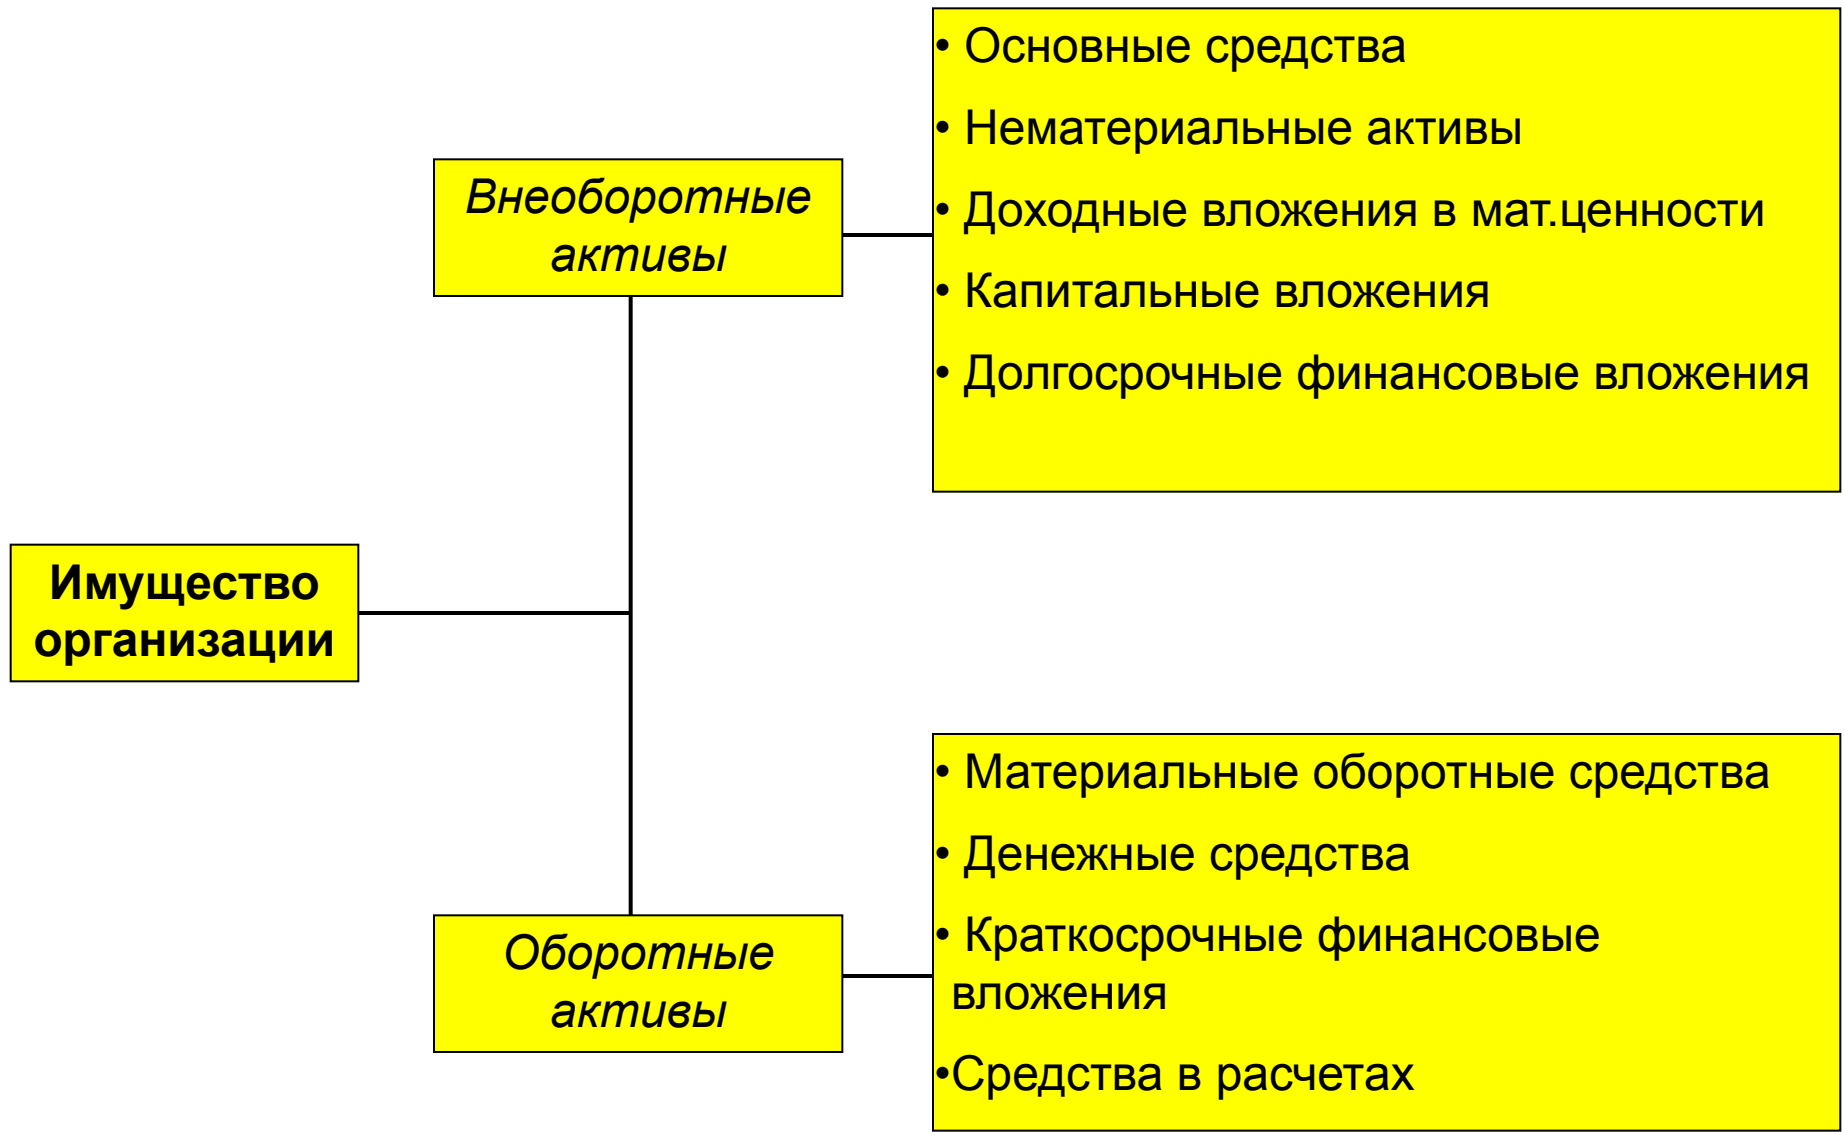 Имущество
организации
Внеоборотные
активы
• Основные средства
• Нематериальные активы
• Доходные вложения в мат.ценности
• Капитальные вложения
• Долгосрочные финансовые вложения
Оборотные
активы
• Материальные оборотные средства
• Денежные средства
• Краткосрочные финансовые
вложения
•Средства в расчетах